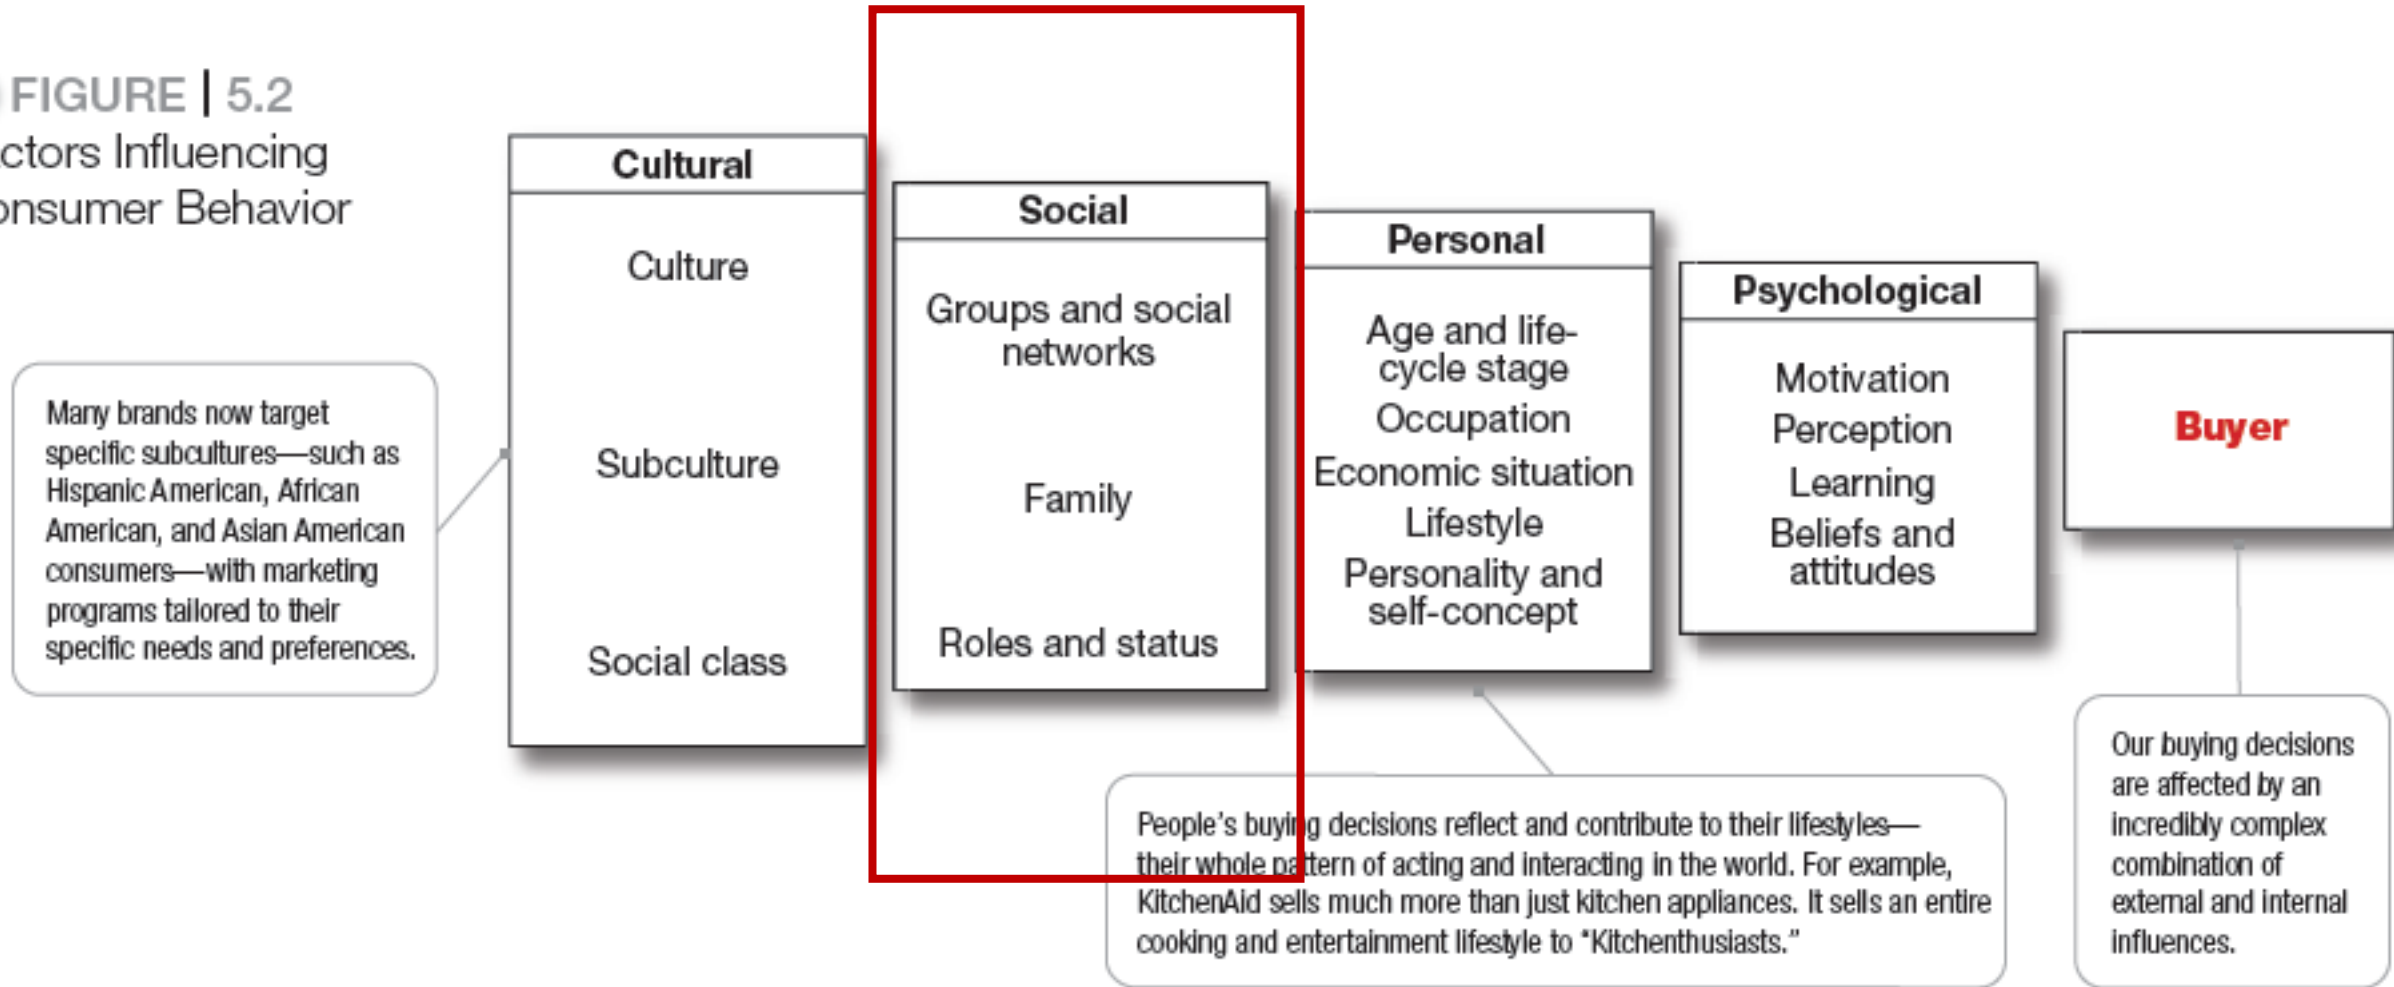 FIGURE | 5.2
ctors Influencing
onsumer Behavior
Many brands now target
specific subcultures—such as
Hispanic American, African
American, and Asian American
consumers—with marketing
programs tailored to their
specific needs and preferences.
Cultural
Culture
Subculture
Social class
Social
Groups and social
networks
Family
Roles and status
Personal
Age and life-
cycle stage
Occupation
Economic situation
Lifestyle
Personality and
self-concept
Psychological
Motivation
Perception
Learning
Beliefs and
attitudes
Buyer
People's buying decisions reflect and contribute to their lifestyles—
their whole pattern of acting and interacting in the world. For example,
KitchenAid sells much more than just kitchen appliances. It sells an entire
cooking and entertainment lifestyle to "Kitchenthusiasts."
Our buying decisions
are affected by an
incredibly complex
combination of
external and internal
influences.